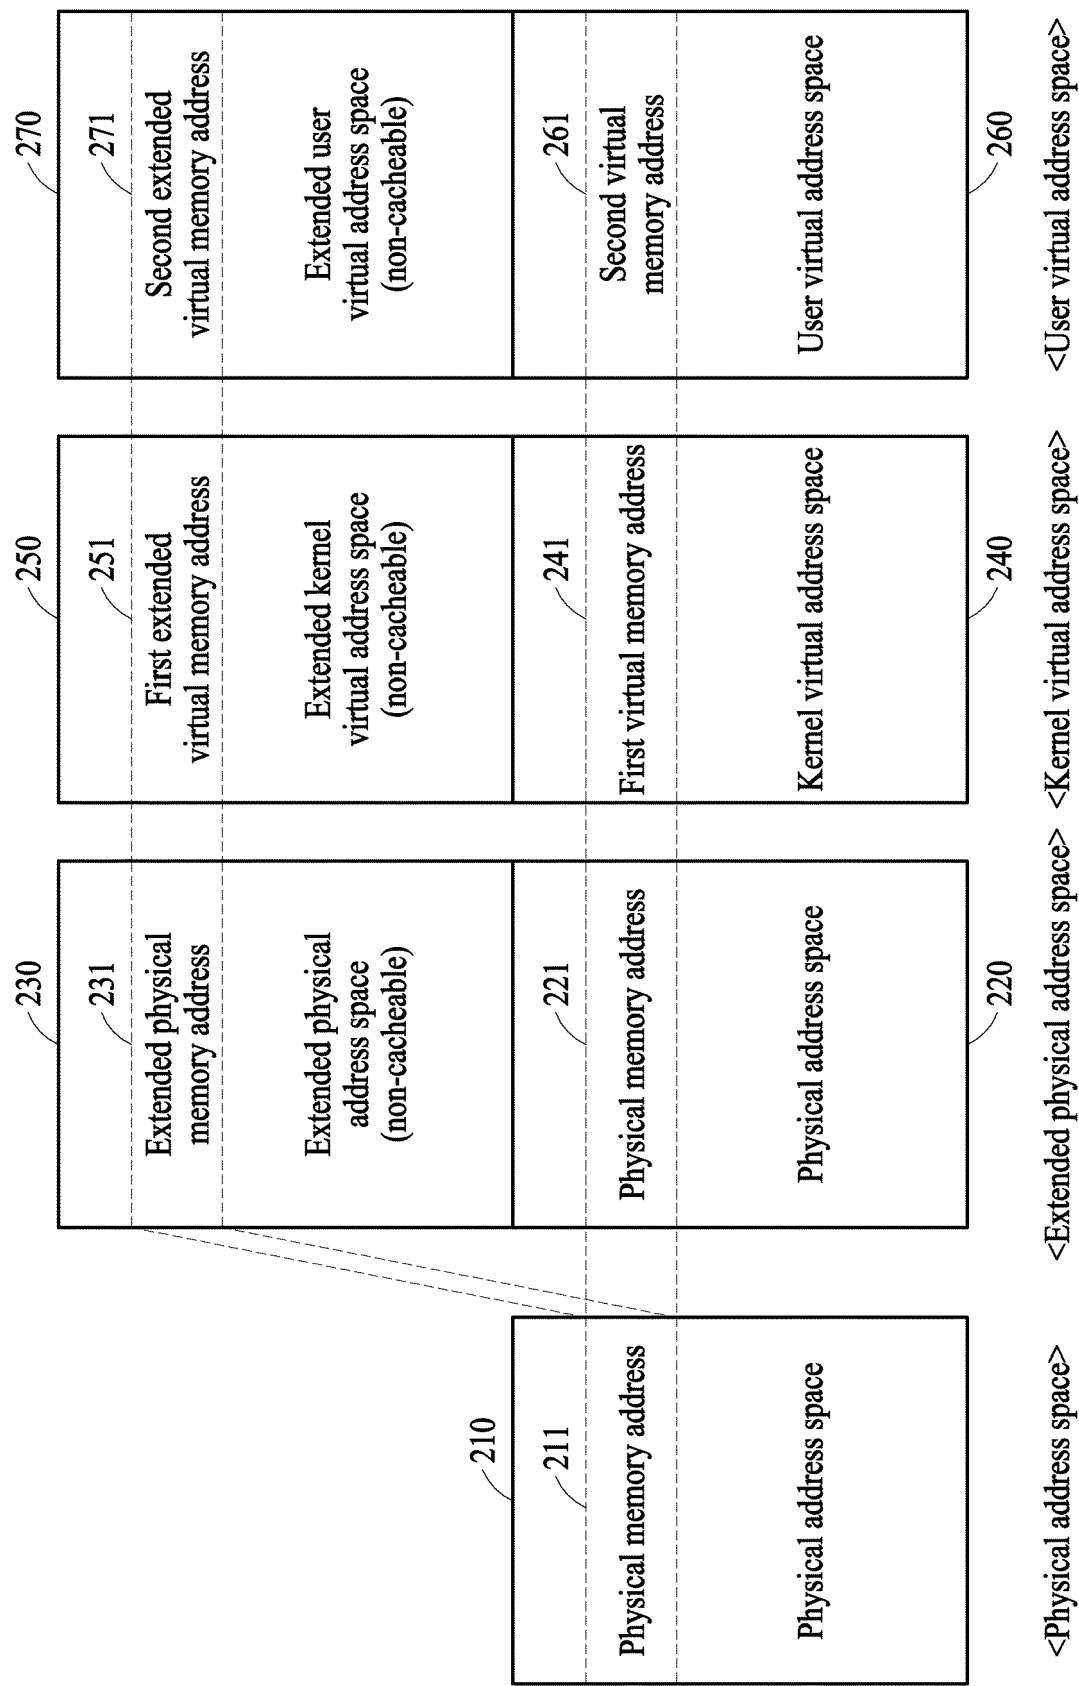 210
211
Physical memory address
Physical address space
<Physical address space>
230
231
Extended physical
memory address
Extended physical
address space
(non-cacheable)
221
Physical memory address
Physical address space
220
<Extended physical address space>
250
251
First extended
virtual memory address
Extended kernel
virtual address space
(non-cacheable)
241
First virtual memory address
Kernel virtual address space
240
<Kernel virtual address space>
270
271
Second extended
virtual memory address
Extended user
virtual address space
(non-cacheable)
261
Second virtual
memory address
User virtual address space
260
<User virtual address space>